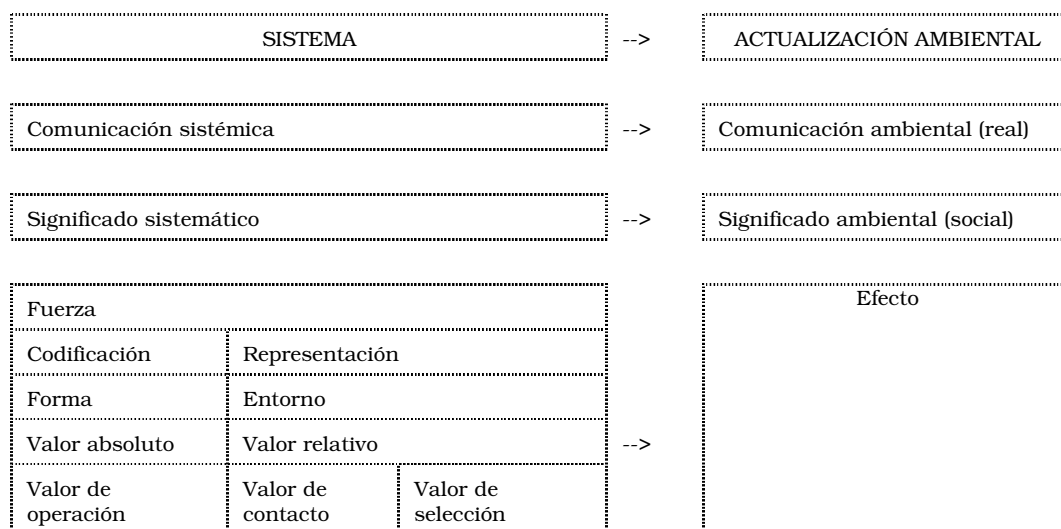 SISTEMA --> ACTUALIZACIÓN AMBIENTAL
Comunicación sistémica --> Comunicación ambiental (real)
Significado sistemático --> Significado ambiental (social)
Efecto
Fuerza
Codificación Representación
Forma Entorno
Valor absoluto Valor relativo -->
Valor de Valor de Valor de
operación contacto selección